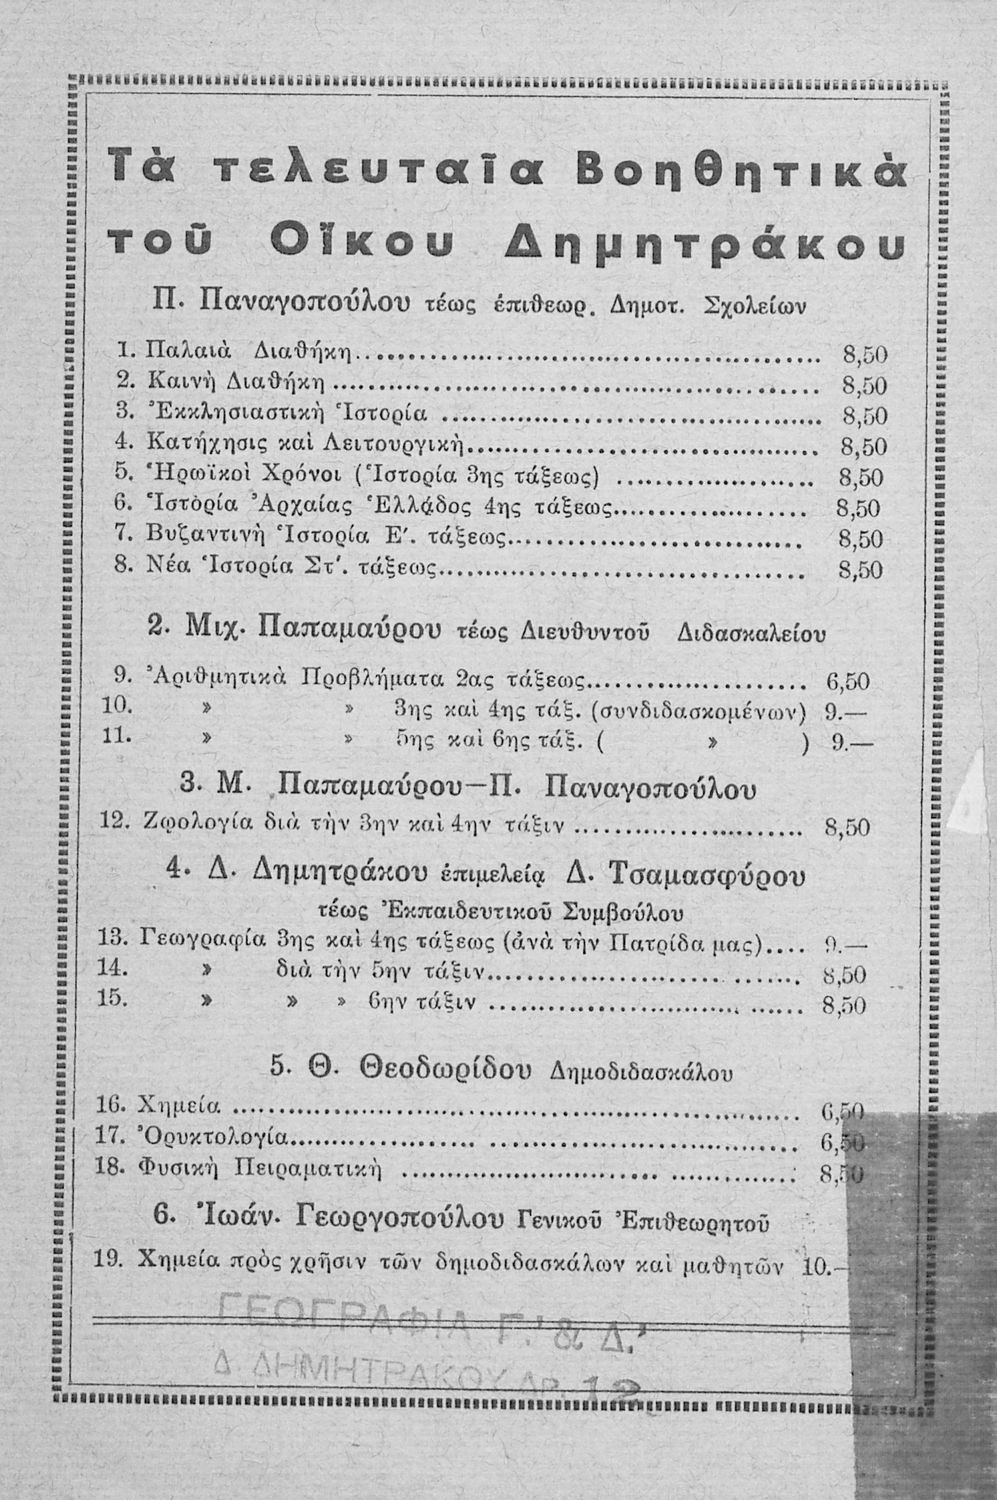 Τὰ τελευταῖα Βοηθητικὰ
τοῦ Οἴκου Δημητράκου
Π. Παναγοπούλου τέως ἐπιθεωρ. Δημοτ. Σχολείων
1. Παλαιὰ Διαθήκη........................................ 8,50
2. Καινὴ Διαθήκη ........................................ 8,50
3. Ἐκκλησιαστικὴ Ἱστορία ........................................ 8,50
4. Κατήχησις καὶ Λειτουργικὴ........................................ 8,50
5. Ἡρωϊκοὶ Χρόνοι (Ἱστορία 3ης τάξεως) .................... 8,50
6. Ἱστὸρία Ἀρχαίας Ἑλλάδος 4ης τάξεως.................... 8,50
7. Βυζαντινὴ Ἱστορία Ε΄. τάξεως.............................. 8,50
8. Νέα Ἱστορία Στ΄. τάξεως........................................ 8,50
2. Μιχ. Παπαμαύρου τέως Διευθυντοῦ Διδασκαλείου
9. Ἀριθμητικὰ Προβλήματα 2ας τάξεως........................ 6,50
10. » » 3ης καὶ 4ης τάξ. (συνδιδασκομένων) 9.—
11. » » 5ης καὶ 6ης τάξ. ( » ) 9.—
3. Μ. Παπαμαύρου—Π. Παναγοπούλου
12. Ζῳολογία διὰ τὴν 3ην καὶ 4ην τάξιν ......................... 8,50
4. Δ. Δημητράκου ἐπιμελείᾳ Δ. Τσαμασφύρου
τέως Ἐκπαιδευτικοῦ Συμβούλου
13. Γεωγραφία 3ης καὶ 4ης τάξεως (ἀνὰ τὴν Πατρίδα μας).... 9.—
14. » διὰ τὴν 5ην τάξιν.................................. 8,50
15. » » » 6ην τάξιν .................................. 8,50
5. Θ. Θεοδωρίδου Δημοδιδασκάλου
16. Χημεία ............................................................ 6,50
17. Ὀρυκτολογία...................................................... 6,50
18. Φυσικὴ Πειραματικὴ ........................................ 8,50
6. Ἰωάν. Γεωργοπούλου Γενικοῦ Ἐπιθεωρητοῦ
19. Χημεία πρὸς χρῆσιν τῶν δημοδιδασκάλων καὶ μαθητῶν 10.—
ΓΕΩΓΡΑΦΙΑ Γ.' & Δ.'
Δ. ΔΗΜΗΤΡΑΚΟΥ ΔΡ. 12